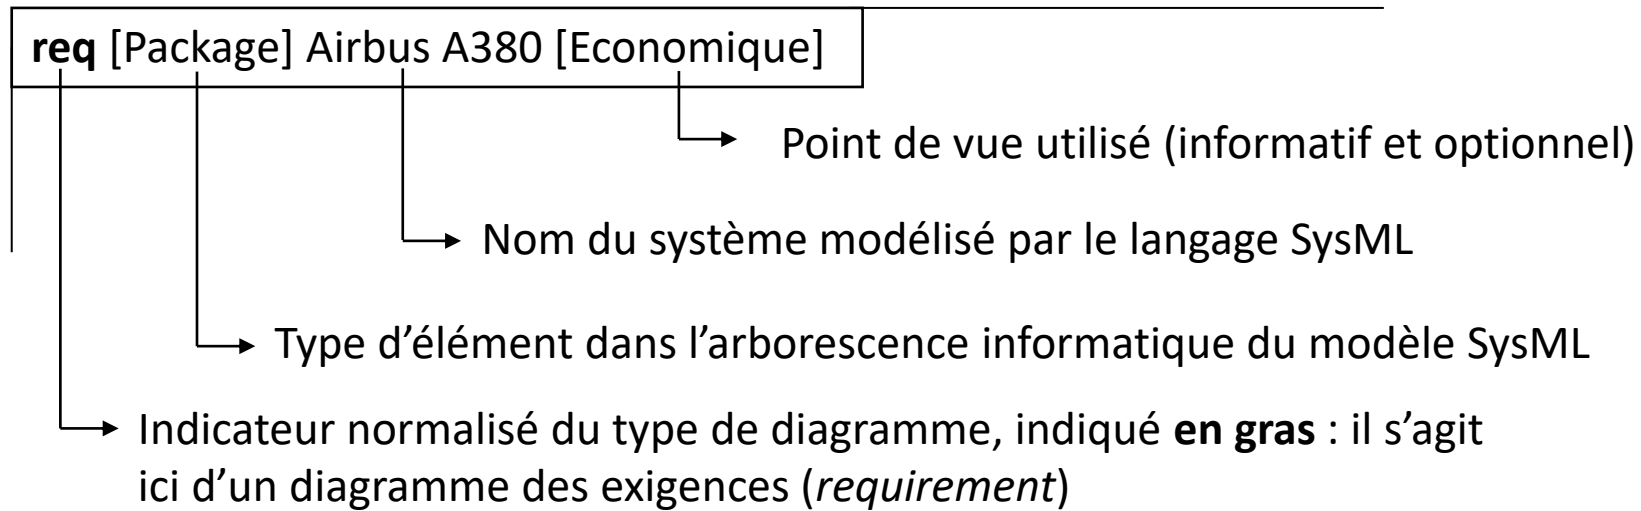 req [Package] Airbus A380 [Economique]
Point de vue utilisé (informatif et optionnel)
Nom du système modélisé par le langage SysML
Type d’élément dans l’arborescence informatique du modèle SysML
Indicateur normalisé du type de diagramme, indiqué en gras : il s’agit
ici d’un diagramme des exigences (requirement)